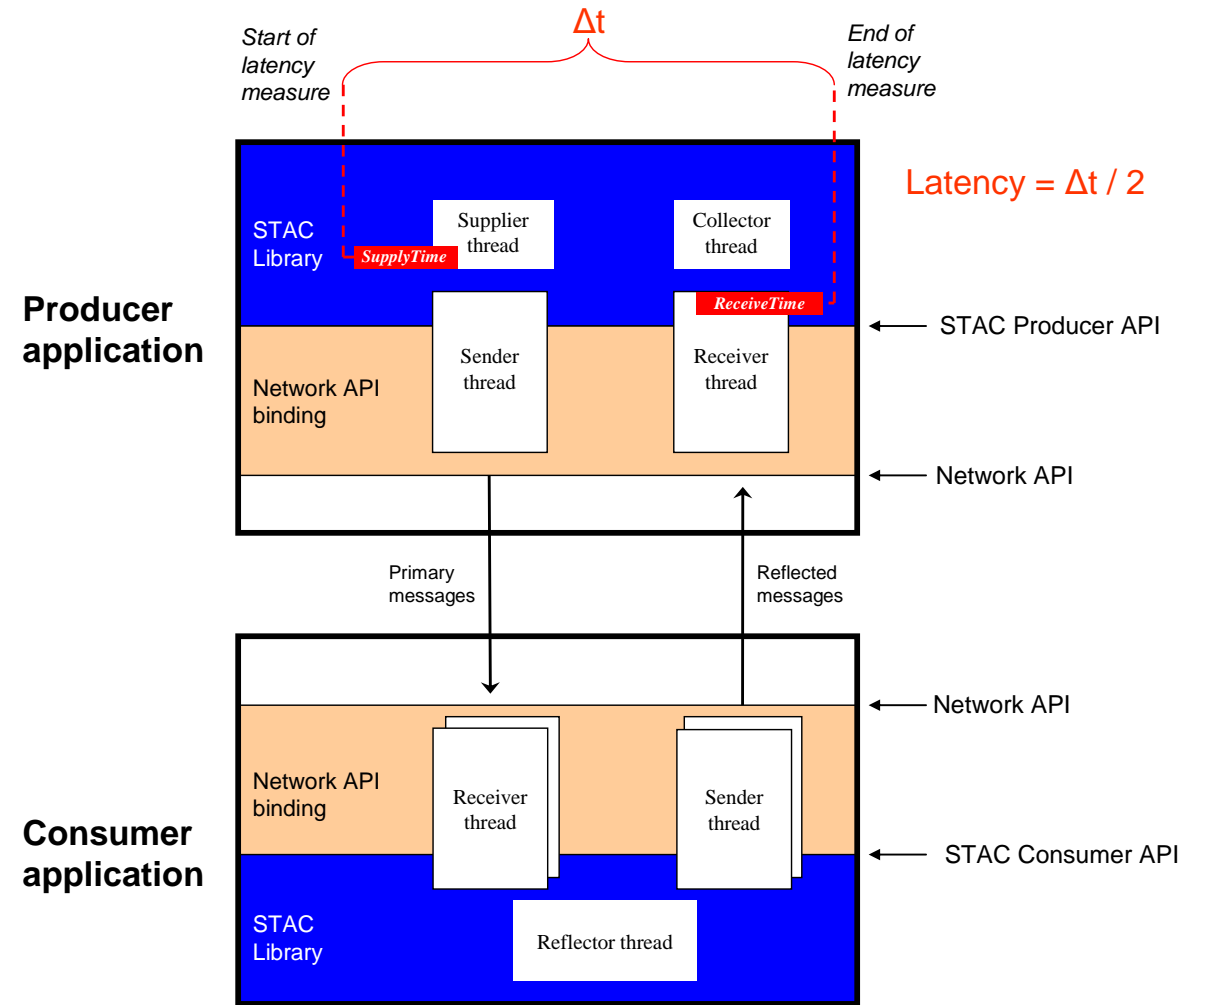 Δt
Start of
latency
measure
End of
latency
measure
Latency = Δt / 2
STAC
Library
Supplier
thread
Collector
thread
SupplyTime
ReceiveTime
Producer
application
STAC Producer API
Network API
binding
Sender
thread
Receiver
thread
Network API
Primary
messages
Reflected
messages
Network API
Network API
binding
Receiver
thread
Sender
thread
Consumer
application
STAC Consumer API
STAC
Library
Reflector thread